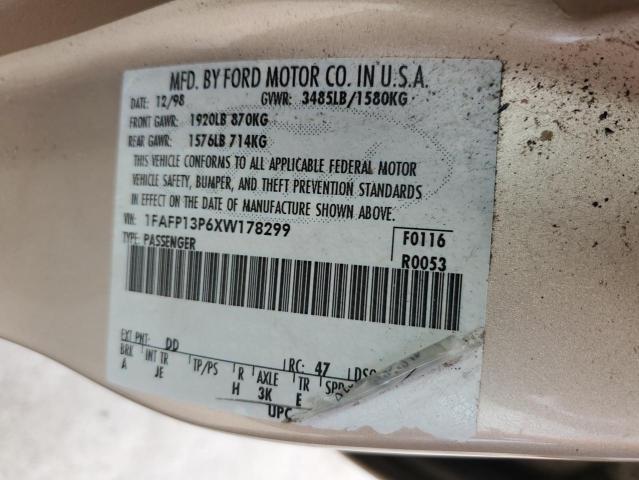 MFD. BY FORD MOTOR CO. IN U.S.A.
DATE: 12/98 GVWR: 3485LB/1580KG
FRONT GAWR: 1920LB 870KG
REAR GAWR: 1576LB 714KG
THIS VEHICLE CONFORMS TO ALL APPLICABLE FEDERAL MOTOR
VEHICLE SAFETY, BUMPER, AND THEFT PREVENTION STANDARDS
IN EFFECT ON THE DATE OF MANUFACTURE SHOWN ABOVE.
VIN: 1FAFP13P6XW178299 F0116
TYPE: PASSENGER R0053
EXT PNT: DD RC: 47 DSO
BRK INT TR TP/PS R AXLE TR SPR
A JE H 3K E
UPC